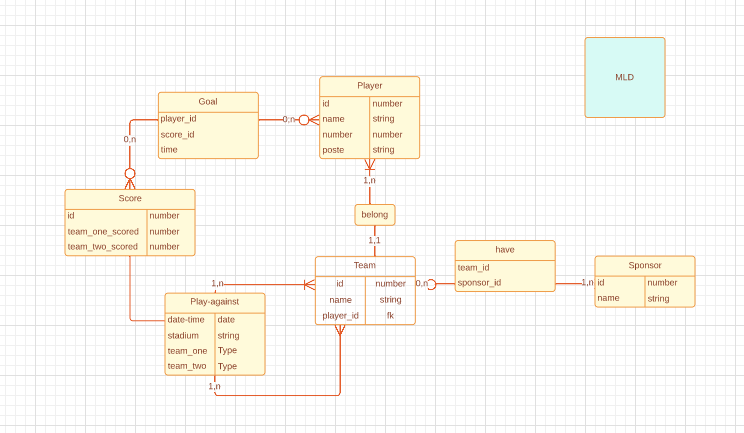 MLD
Player
id number
name string
number number
poste string
Goal
player_id
score_id
time
0;n
0,n
Score
id number
team_one_scored number
team_two_scored number
1,n
belong
1,1
Team
id number
name string
player_id fk
have
team_id
sponsor_id
0,n
1,n
Sponsor
id number
name string
1,n
Play-against
date-time date
stadium string
team_one Type
team_two Type
1,n